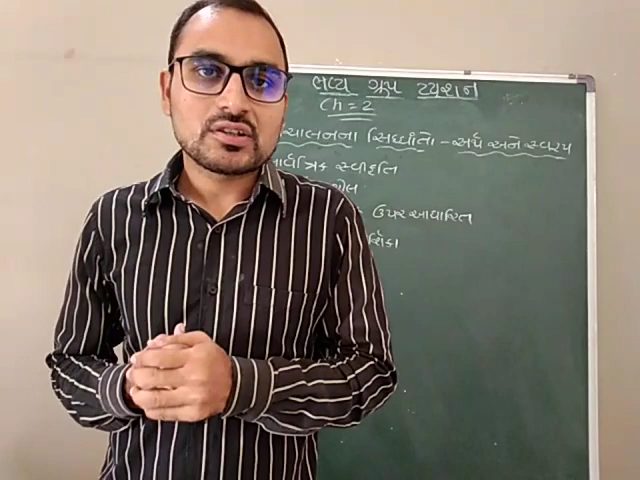 ભવ્ય ગ્રુપ ટ્યુશન
Ch = 2
સંચાલનના સિધ્ધાંતો - અર્થ અને સ્વરૂપ
સાર્વત્રિક સ્વીકૃતિ
ઉપર આધારિત